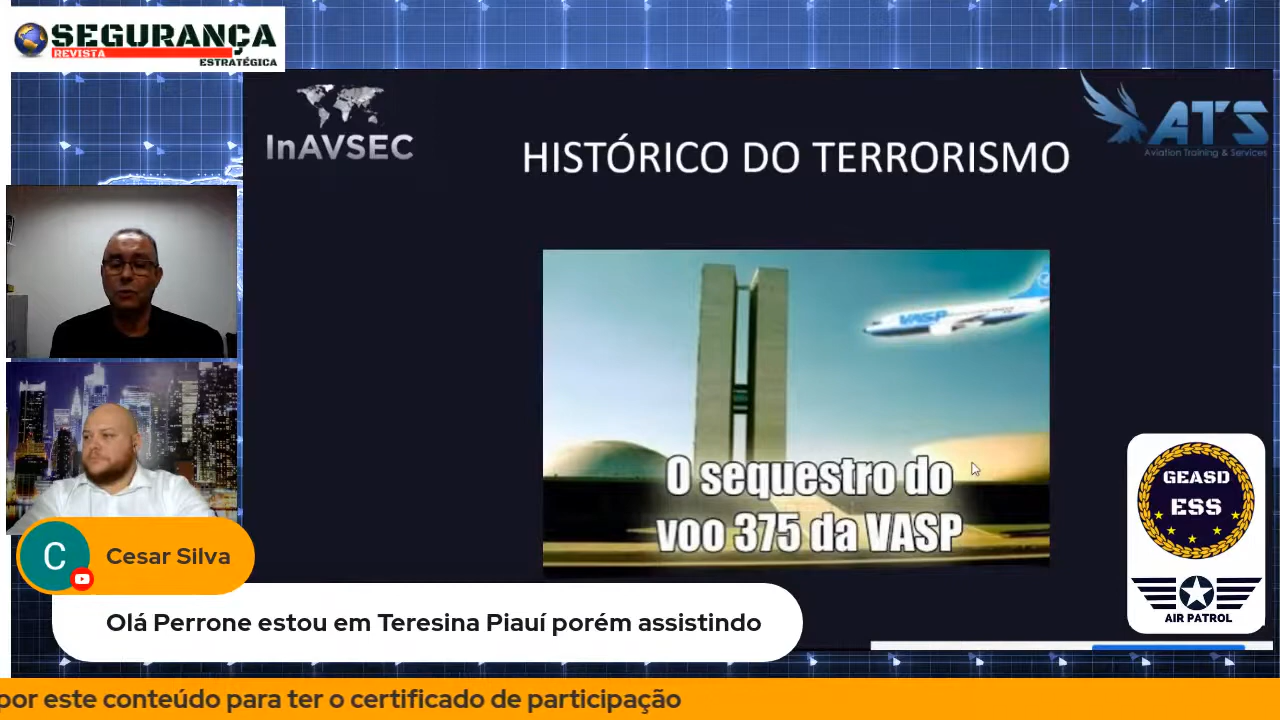 SEGURANÇA
REVISTA
ESTRATÉGICA
InAVSEC
ATS
Aviation Training & Services
HISTÓRICO DO TERRORISMO
VASP
O sequestro do
voo 375 da VASP
GEASD
ESS
AIR PATROL
C
Cesar Silva
Olá Perrone estou em Teresina Piauí porém assistindo
por este conteúdo para ter o certificado de participação